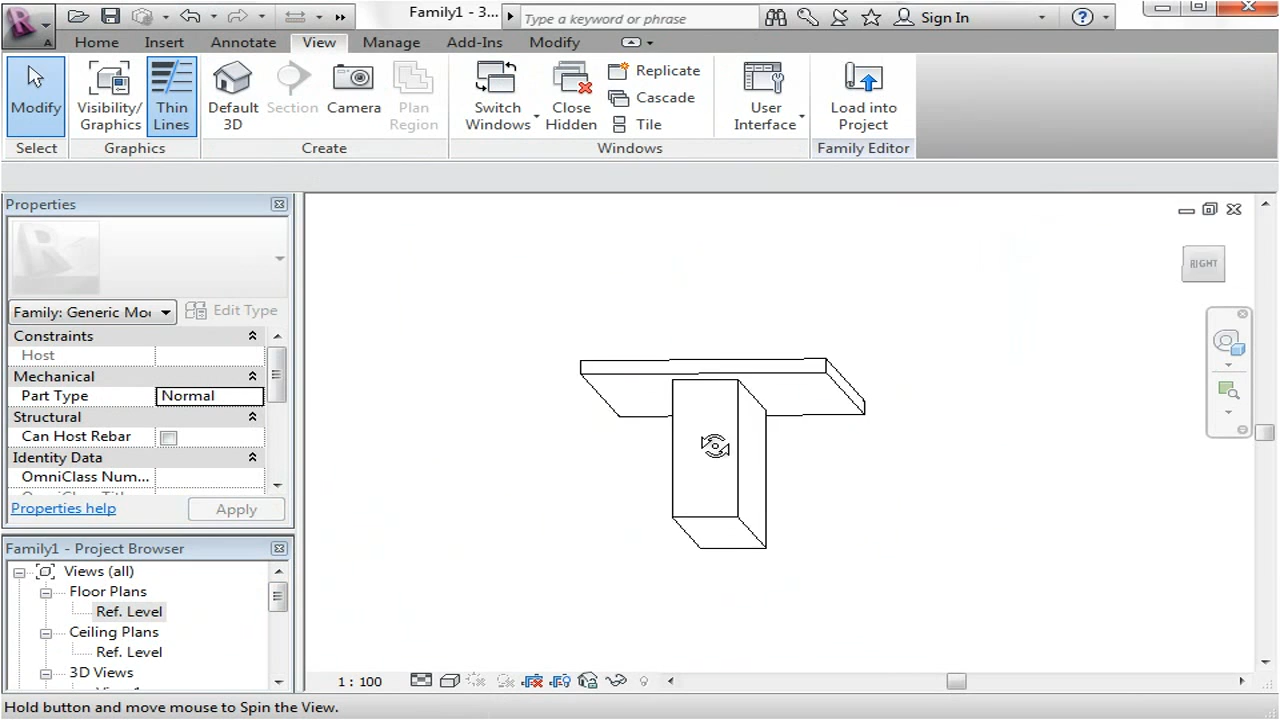 Family1 - 3...
Type a keyword or phrase
Sign In
Home
Insert
Annotate
View
Manage
Add-Ins
Modify
Modify
Visibility/
Graphics
Thin
Lines
Default
3D
Section
Camera
Plan
Region
Switch
Windows
Close
Hidden
Replicate
Cascade
Tile
User
Interface
Load into
Project
Select
Graphics
Create
Windows
Family Editor
Properties
RIGHT
Family: Generic Mo
Edit Type
Constraints
Host
Mechanical
Part Type
Normal
Structural
Can Host Rebar
Identity Data
OmniClass Num...
Properties help
Apply
Family1 - Project Browser
Views (all)
Floor Plans
Ref. Level
Ceiling Plans
Ref. Level
3D Views
1 : 100
Hold button and move mouse to Spin the View.